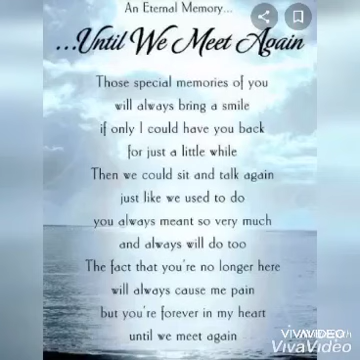 An Eternal Memory...
...Until We Meet Again
Those special memories of you
will always bring a smile
if only I could have you back
for just a little while
Then we could sit and talk again
just like we used to do
you always meant so very much
and always will do too
The fact that you're no longer here
will always cause me pain
but you're forever in my heart
until we meet again
VIVAVIDEO
VivaVideo